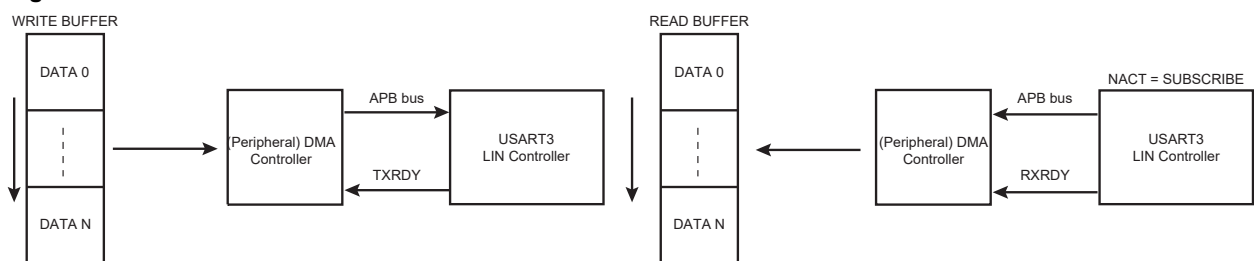 WRITE BUFFER
DATA 0
DATA N
(Peripheral) DMA
Controller
APB bus
TXRDY
USART3
LIN Controller
READ BUFFER
DATA 0
DATA N
(Peripheral) DMA
Controller
APB bus
RXRDY
NACT = SUBSCRIBE
USART3
LIN Controller